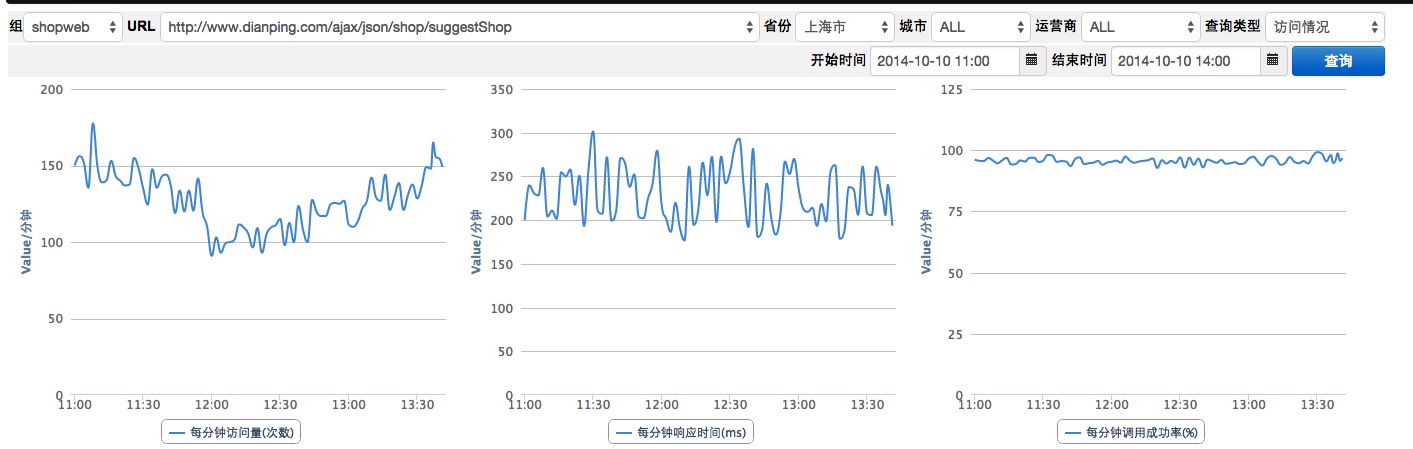 组 shopweb URL http://www.dianping.com/ajax/json/shop/suggestShop 省份 上海市 城市 ALL 运营商 ALL 查询类型 访问情况
开始时间 2014-10-10 11:00 结束时间 2014-10-10 14:00 查询
200
150
100
50
0
Value/分钟
11:00 11:30 12:00 12:30 13:00 13:30
每分钟访问量(次数)
350
300
250
200
150
100
50
0
Value/分钟
11:00 11:30 12:00 12:30 13:00 13:30
每分钟响应时间(ms)
125
100
75
50
25
0
Value/分钟
11:00 11:30 12:00 12:30 13:00 13:30
每分钟调用成功率(%)